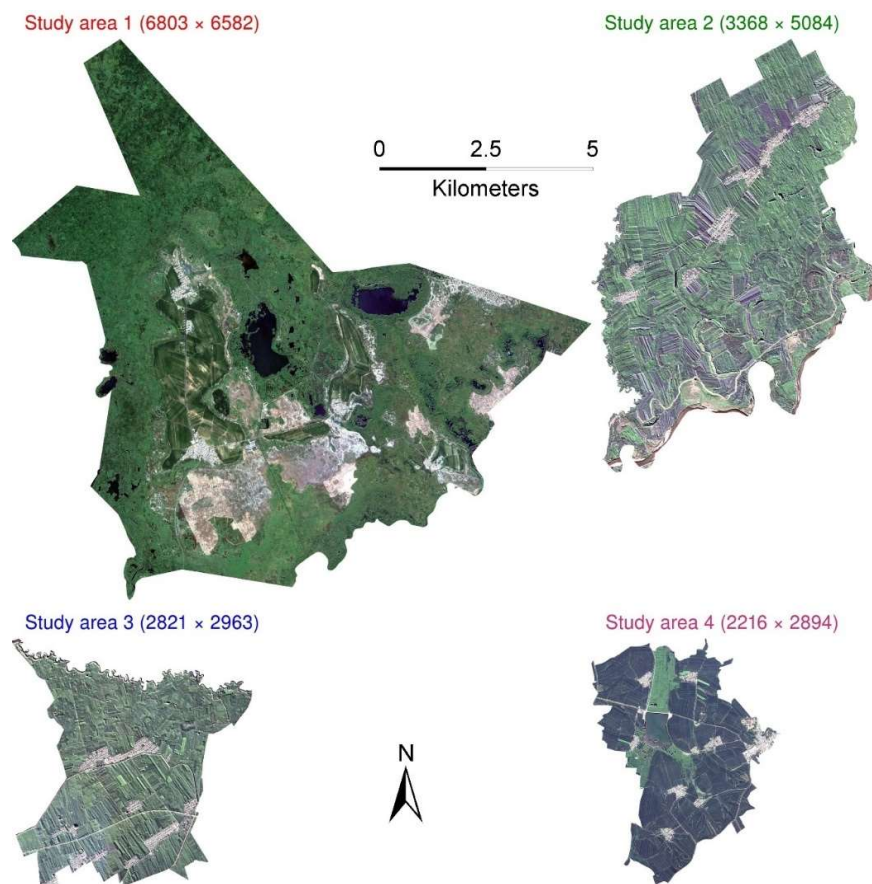 Study area 1 (6803 × 6582)
Study area 2 (3368 × 5084)
0 2.5 5
Kilometers
Study area 3 (2821 × 2963)
Study area 4 (2216 × 2894)
N